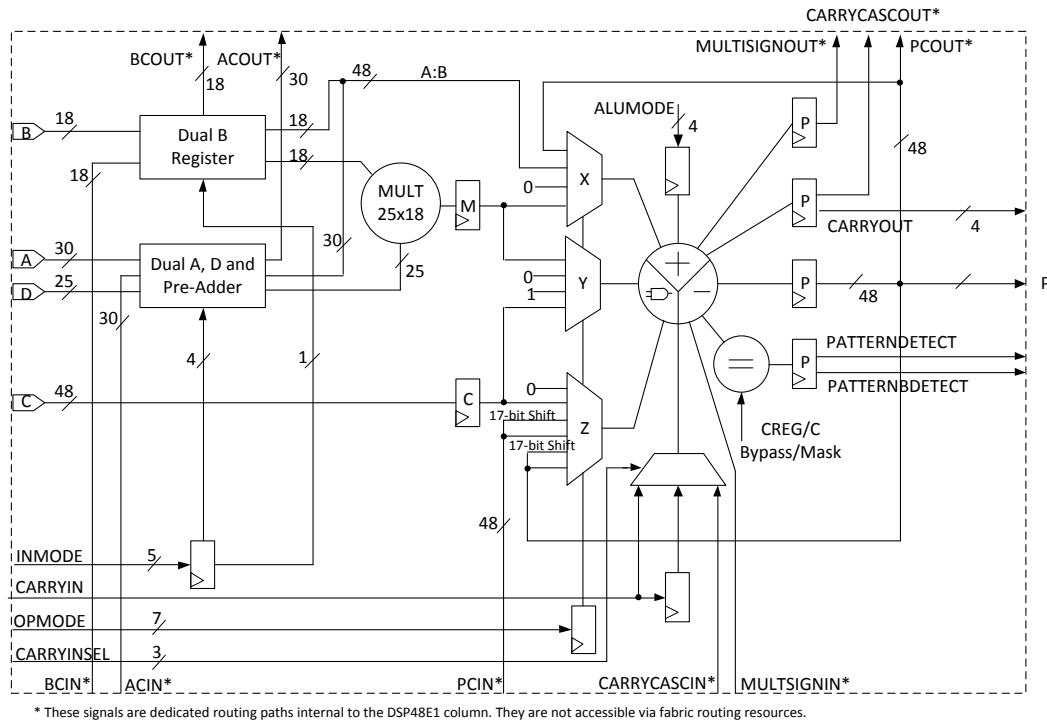 CARRYCASCOUT*
BCOUT* ACOUT* MULTISIGNOUT* PCOUT*
18 30 48 A:B
ALUMODE
4
B 18
Dual B
Register
18
18
18
48
MULT
25x18
M
0
X
P
P
CARRYOUT
4
A 30
D 25
Dual A, D and
Pre-Adder
30
30
25
0
1
Y
P
48
P
4
1
P
PATTERNDETECT
PATTERNBDETECT
C 48
C
0
17-bit Shift
17-bit Shift
Z
CREG/C
Bypass/Mask
48
INMODE 5
CARRYIN
OPMODE 7
CARRYINSEL 3
BCIN* ACIN* PCIN* CARRYCASCIN* MULTSIGNIN*
* These signals are dedicated routing paths internal to the DSP48E1 column. They are not accessible via fabric routing resources.